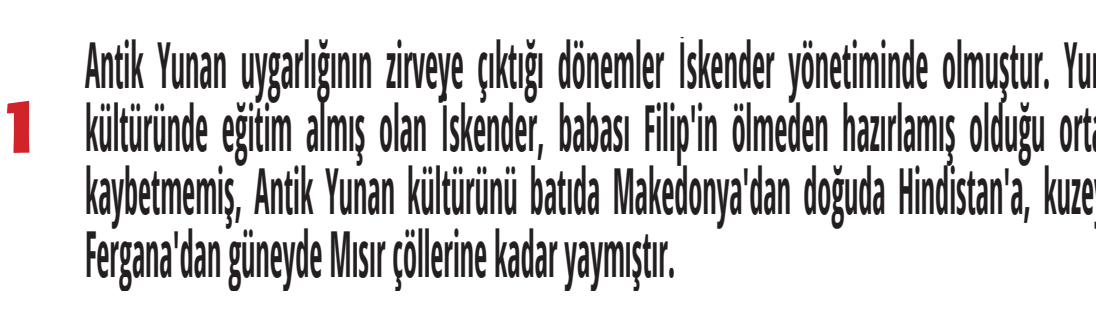 1
Antik Yunan uygarlığının zirveye çıktığı dönemler İskender yönetiminde olmuştur.
kültüründe eğitim almış olan İskender, babası Filip'in ölmeden hazırlamış olduğu
kaybetmemiş, Antik Yunan kültürünü batıda Makedonya'dan doğuda Hindistan'a,
Fergana'dan güneyde Mısır çöllerine kadar yaymıştır.